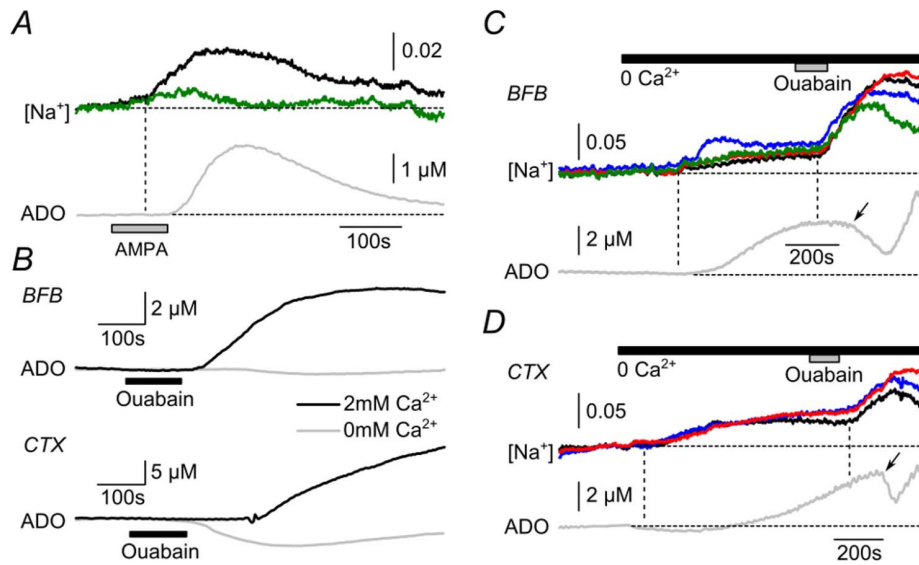 A
0.02
[Na⁺]
1 µM
ADO
AMPA
100s
B
BFB
2 µM
100s
ADO
Ouabain
2mM Ca²⁺
0mM Ca²⁺
CTX
5 µM
100s
ADO
Ouabain
C
0 Ca²⁺
Ouabain
BFB
0.05
[Na⁺]
2 µM
200s
ADO
D
CTX
0 Ca²⁺
Ouabain
0.05
[Na⁺]
2 µM
ADO
200s